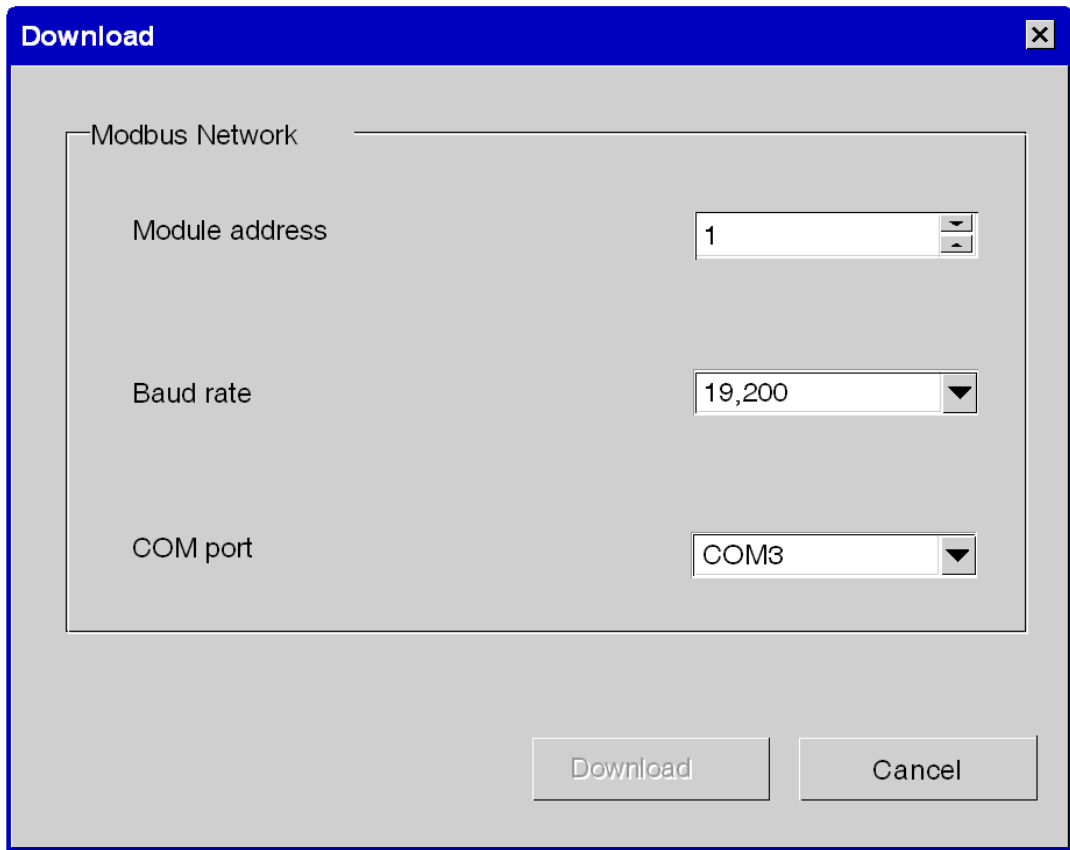 Download
Modbus Network
Module address
1
Baud rate
19,200
COM port
COM3
Download
Cancel